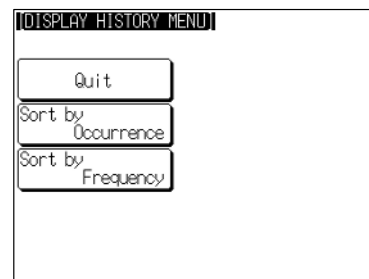 [DISPLAY HISTORY MENU]
Quit
Sort by
Occurrence
Sort by
Frequency